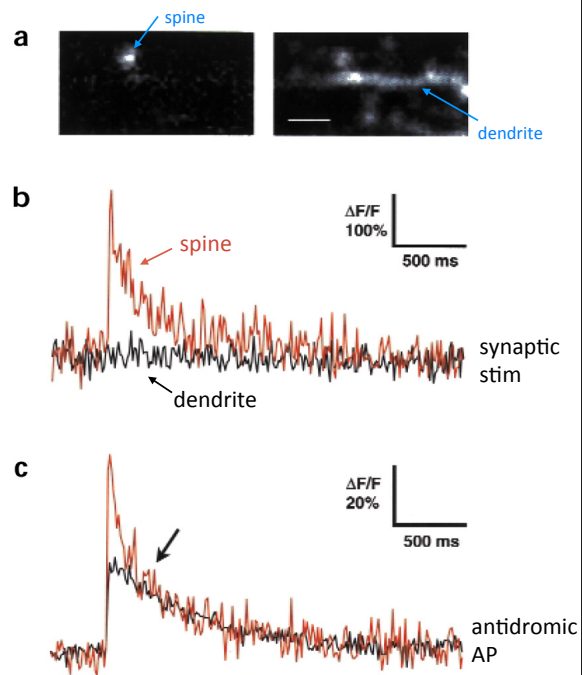 spine
a
dendrite
b
ΔF/F
100%
500 ms
spine
synaptic
stim
dendrite
c
ΔF/F
20%
500 ms
antidromic
AP